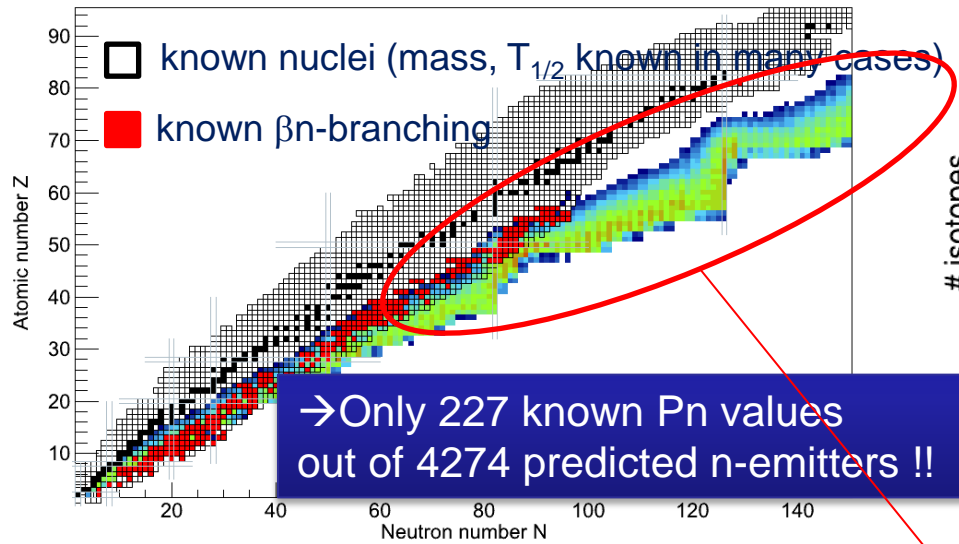 known nuclei (mass, T1/2 known in many cases)
known βn-branching
Atomic number Z
90
80
70
60
50
40
30
20
10
# isotopes
→Only 227 known Pn values
out of 4274 predicted n-emitters !!
20
40
60
80
100
120
140
Neutron number N